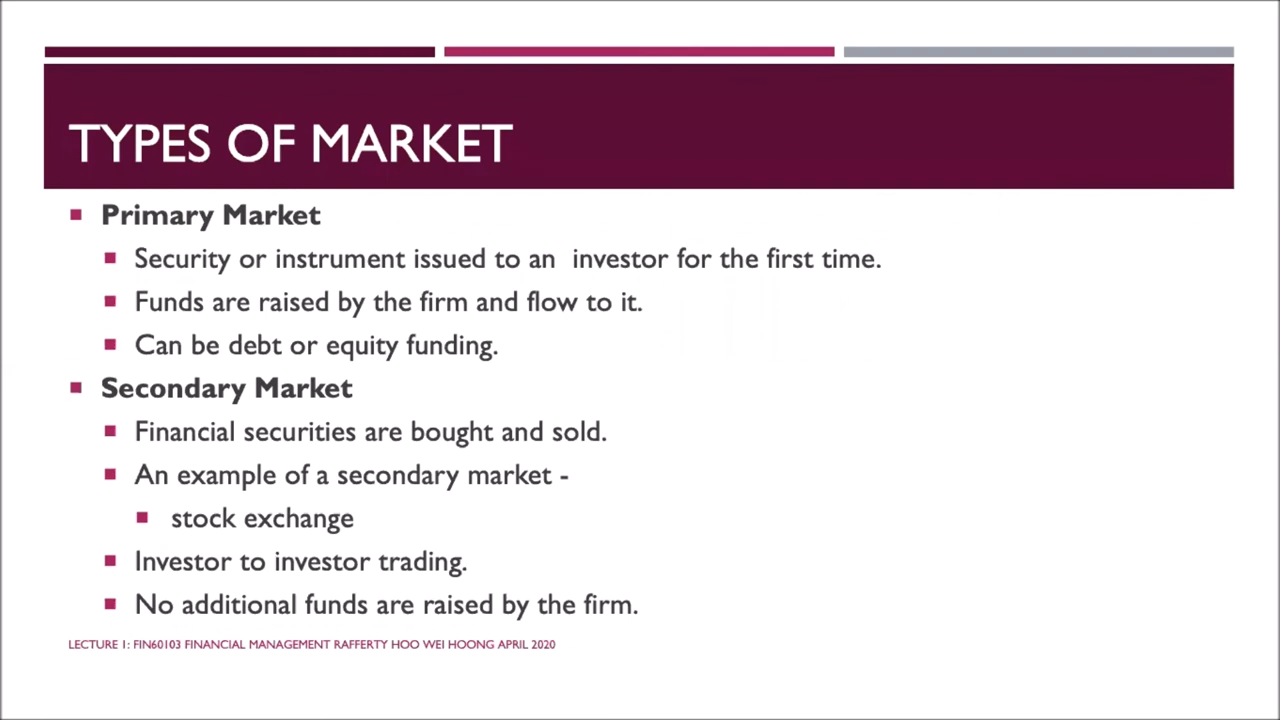 TYPES OF MARKET
Primary Market
Security or instrument issued to an  investor for the first time.
Funds are raised by the firm and flow to it.
Can be debt or equity funding.
Secondary Market
Financial securities are bought and sold.
An example of a secondary market -
stock exchange
Investor to investor trading.
No additional funds are raised by the firm.
LECTURE 1: FIN60103 FINANCIAL MANAGEMENT RAFFERTY HOO WEI HOONG APRIL 2020